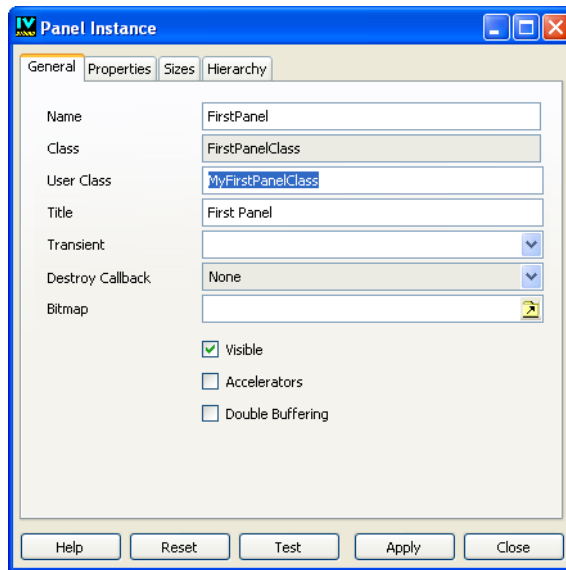 IV Panel Instance
General Properties Sizes Hierarchy
Name FirstPanel
Class FirstPanelClass
User Class MyFirstPanelClass
Title First Panel
Transient
Destroy Callback None
Bitmap
Visible
Accelerators
Double Buffering
Help Reset Test Apply Close